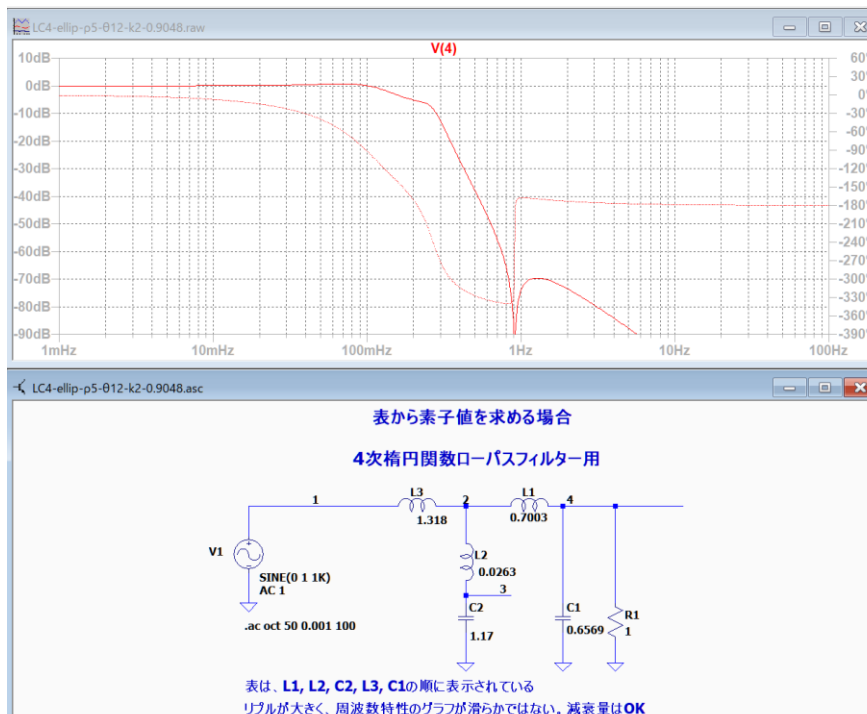 LC4-ellip-ρ5-θ12-k2-0.9048.raw
V(4)
10dB
0dB
-10dB
-20dB
-30dB
-40dB
-50dB
-60dB
-70dB
-80dB
-90dB
60°
30°
0°
-30°
-60°
-90°
-120°
-150°
-180°
-210°
-240°
-270°
-300°
-330°
-360°
-390°
1mHz 10mHz 100mHz 1Hz 10Hz 100Hz
LC4-ellip-ρ5-θ12-k2-0.9048.asc
表から素子値を求める場合
4次楕円関数ローパスフィルター用
1 L3 2 L1 4
1.318 0.7003
V1
L2
0.0263
SINE(0 1 1K)
AC 1
3
C2
1.17
C1
0.6569
R1
1
.ac oct 50 0.001 100
表は、L1, L2, C2, L3, C1の順に表示されている
リプルが大きく、周波数特性のグラフが滑らかではない。減衰量はOK